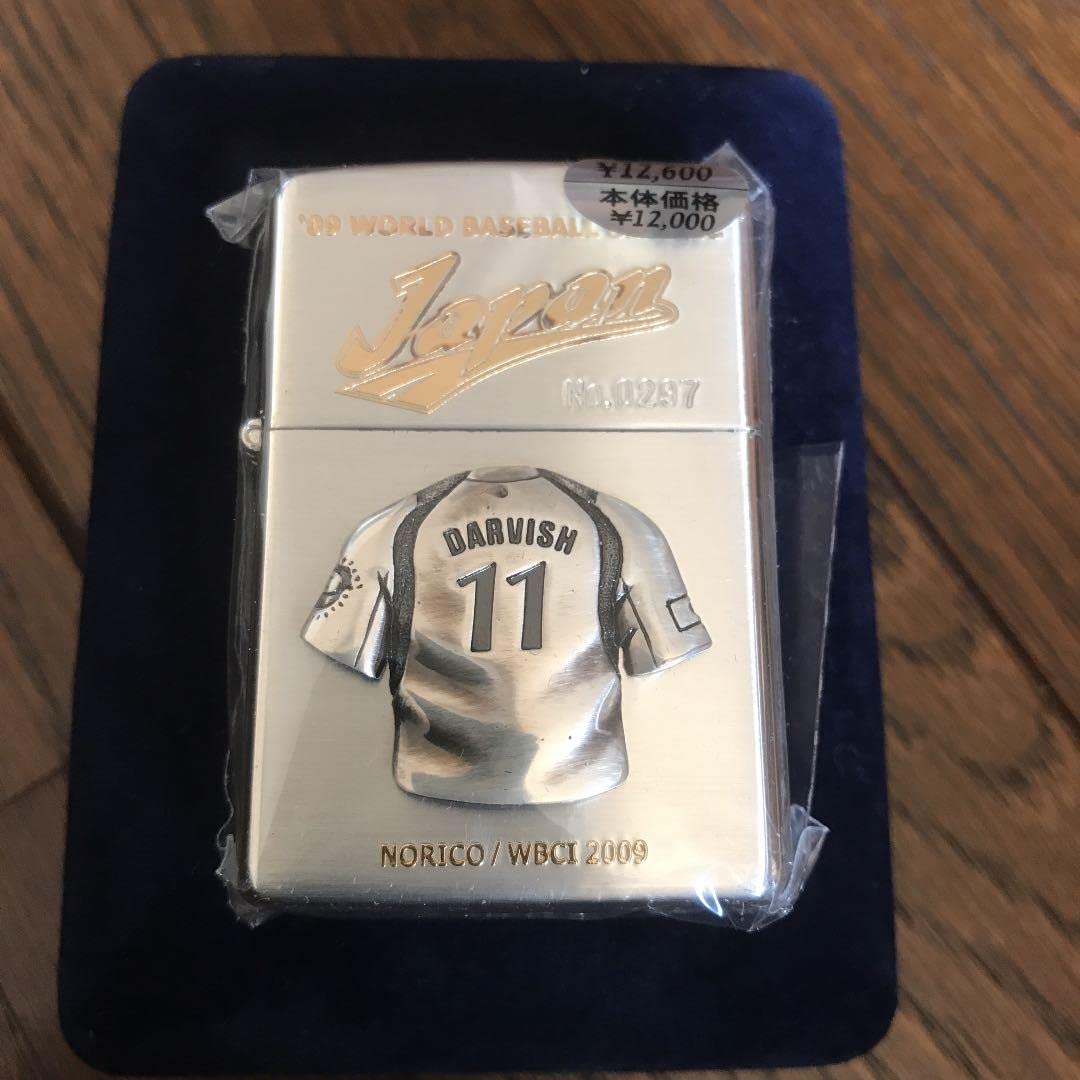 ¥12,600
本体価格
¥12,000
'09 WORLD BASEBALL
Japan
No.0297
DARVISH
11
NORICO / WBCI 2009